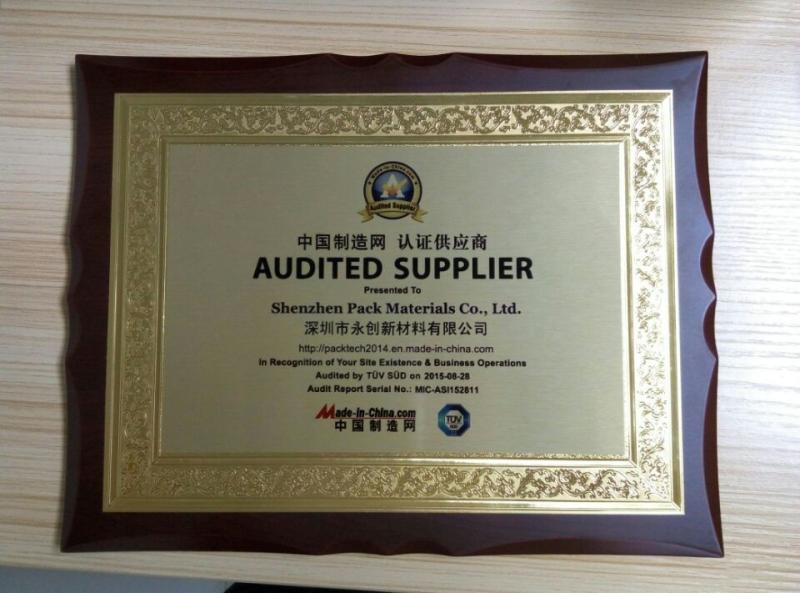 Made-in-China.com
Audited Supplier
中国制造网 认证供应商
AUDITED SUPPLIER
Presented To
Shenzhen Pack Materials Co., Ltd.
深圳市永创新材料有限公司
http://packtech2014.en.made-in-china.com
In Recognition of Your Site Existence & Business Operations
Audited by TÜV SÜD on 2015-08-28
Audit Report Serial No.: MIC-ASI152811
Made-in-China.com
中国制造网
TÜV
SÜD